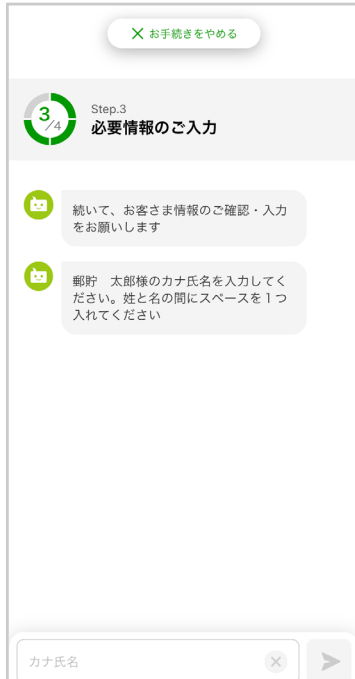 お手続きをやめる
3/4
Step.3
必要情報のご入力
続いて、お客さま情報のご確認・入力
をお願いします
郵貯　太郎様のカナ氏名を入力してく
ださい。姓と名の間にスペースを１つ
入れてください
カナ氏名